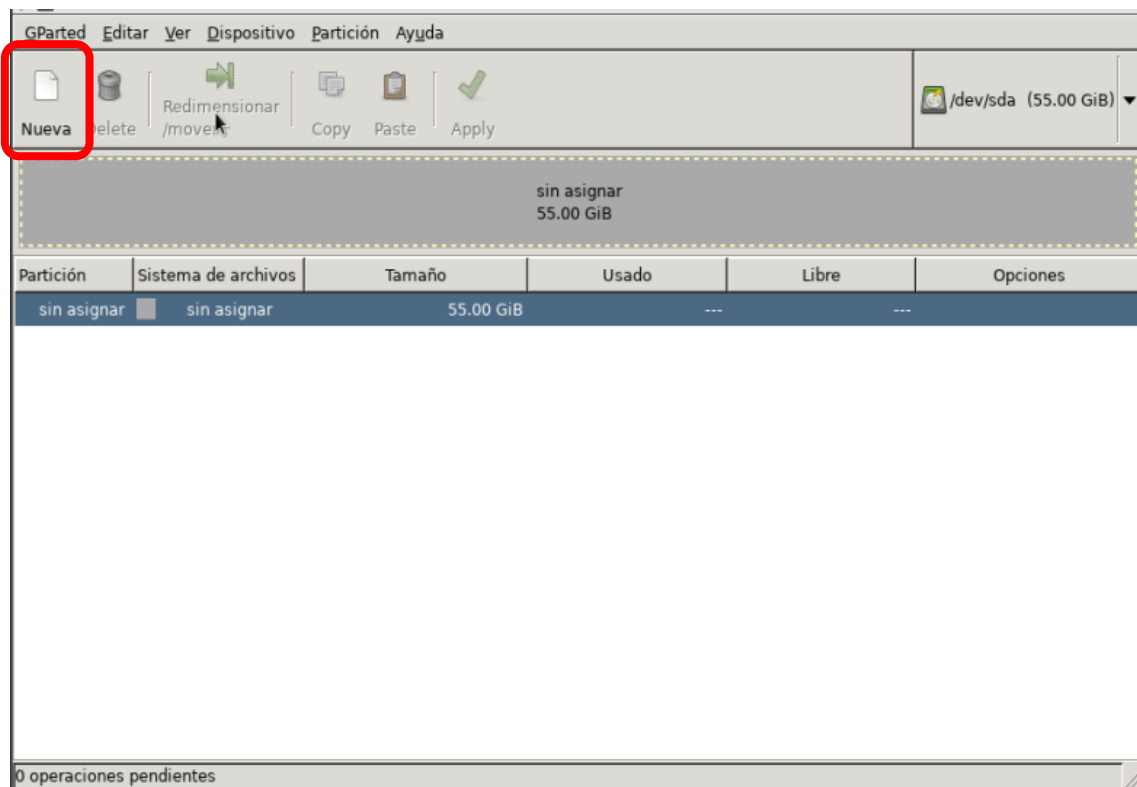 GParted Editar Ver Dispositivo Partición Ayuda
Nueva
Delete
Redimensionar
/mover
Copy
Paste
Apply
/dev/sda (55.00 GiB)
sin asignar
55.00 GiB
Partición Sistema de archivos Tamaño Usado Libre Opciones
sin asignar sin asignar 55.00 GiB --- ---
0 operaciones pendientes